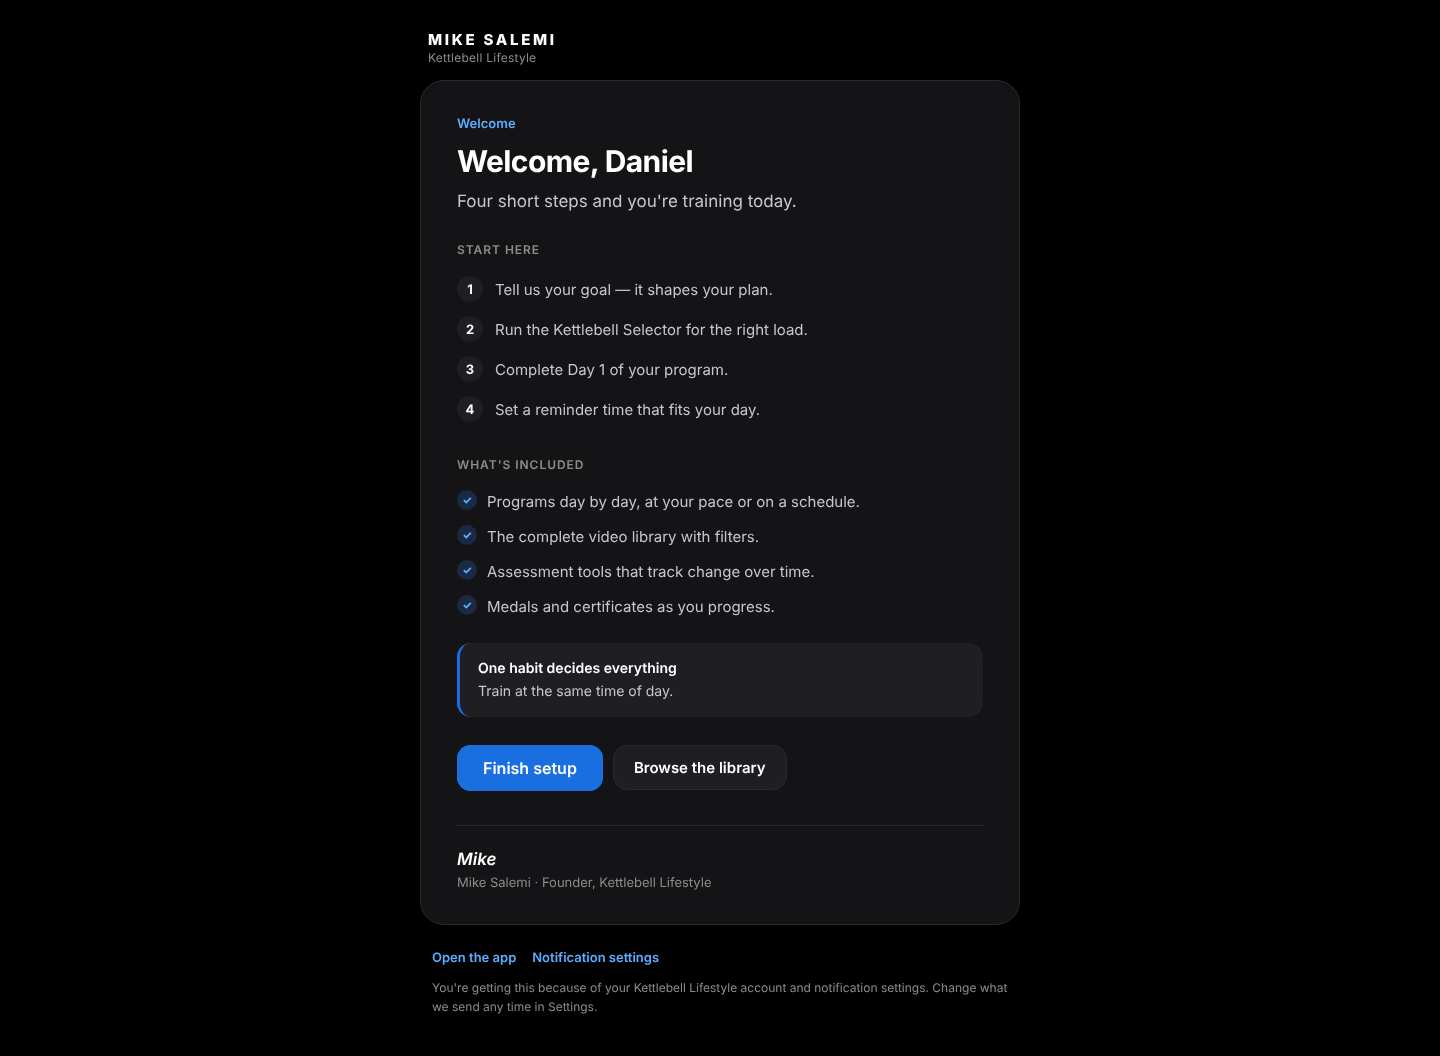 MIKE SALEMI
Kettlebell Lifestyle
Welcome
Welcome, Daniel
Four short steps and you're training today.
START HERE
1 Tell us your goal — it shapes your plan.
2 Run the Kettlebell Selector for the right load.
3 Complete Day 1 of your program.
4 Set a reminder time that fits your day.
WHAT'S INCLUDED
Programs day by day, at your pace or on a schedule.
The complete video library with filters.
Assessment tools that track change over time.
Medals and certificates as you progress.
One habit decides everything
Train at the same time of day.
Finish setup Browse the library
Mike
Mike Salemi · Founder, Kettlebell Lifestyle
Open the app Notification settings
You're getting this because of your Kettlebell Lifestyle account and notification settings. Change what
we send any time in Settings.